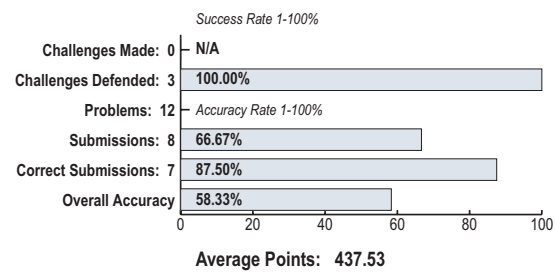 Success Rate 1-100%
Challenges Made: 0 N/A
Challenges Defended: 3 100.00%
Problems: 12 Accuracy Rate 1-100%
Submissions: 8 66.67%
Correct Submissions: 7 87.50%
Overall Accuracy 58.33%
0 20 40 60 80 100
Average Points: 437.53